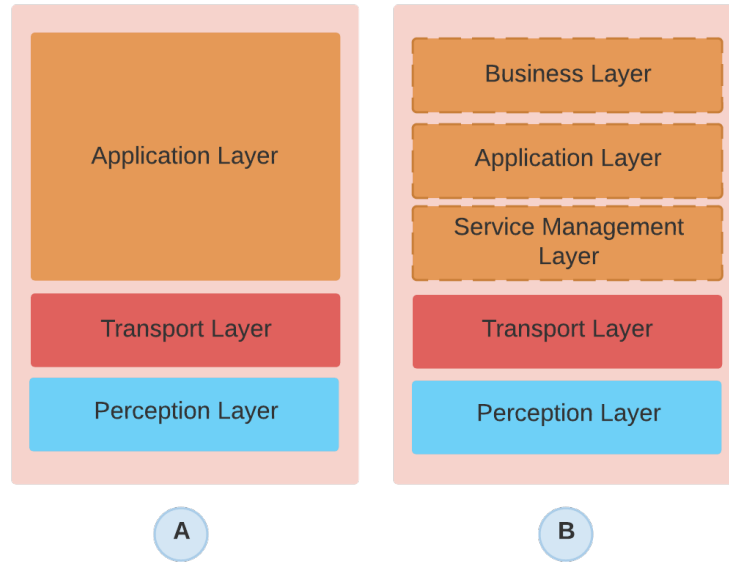 Application Layer
Transport Layer
Perception Layer
A
Business Layer
Application Layer
Service Management
Layer
Transport Layer
Perception Layer
B